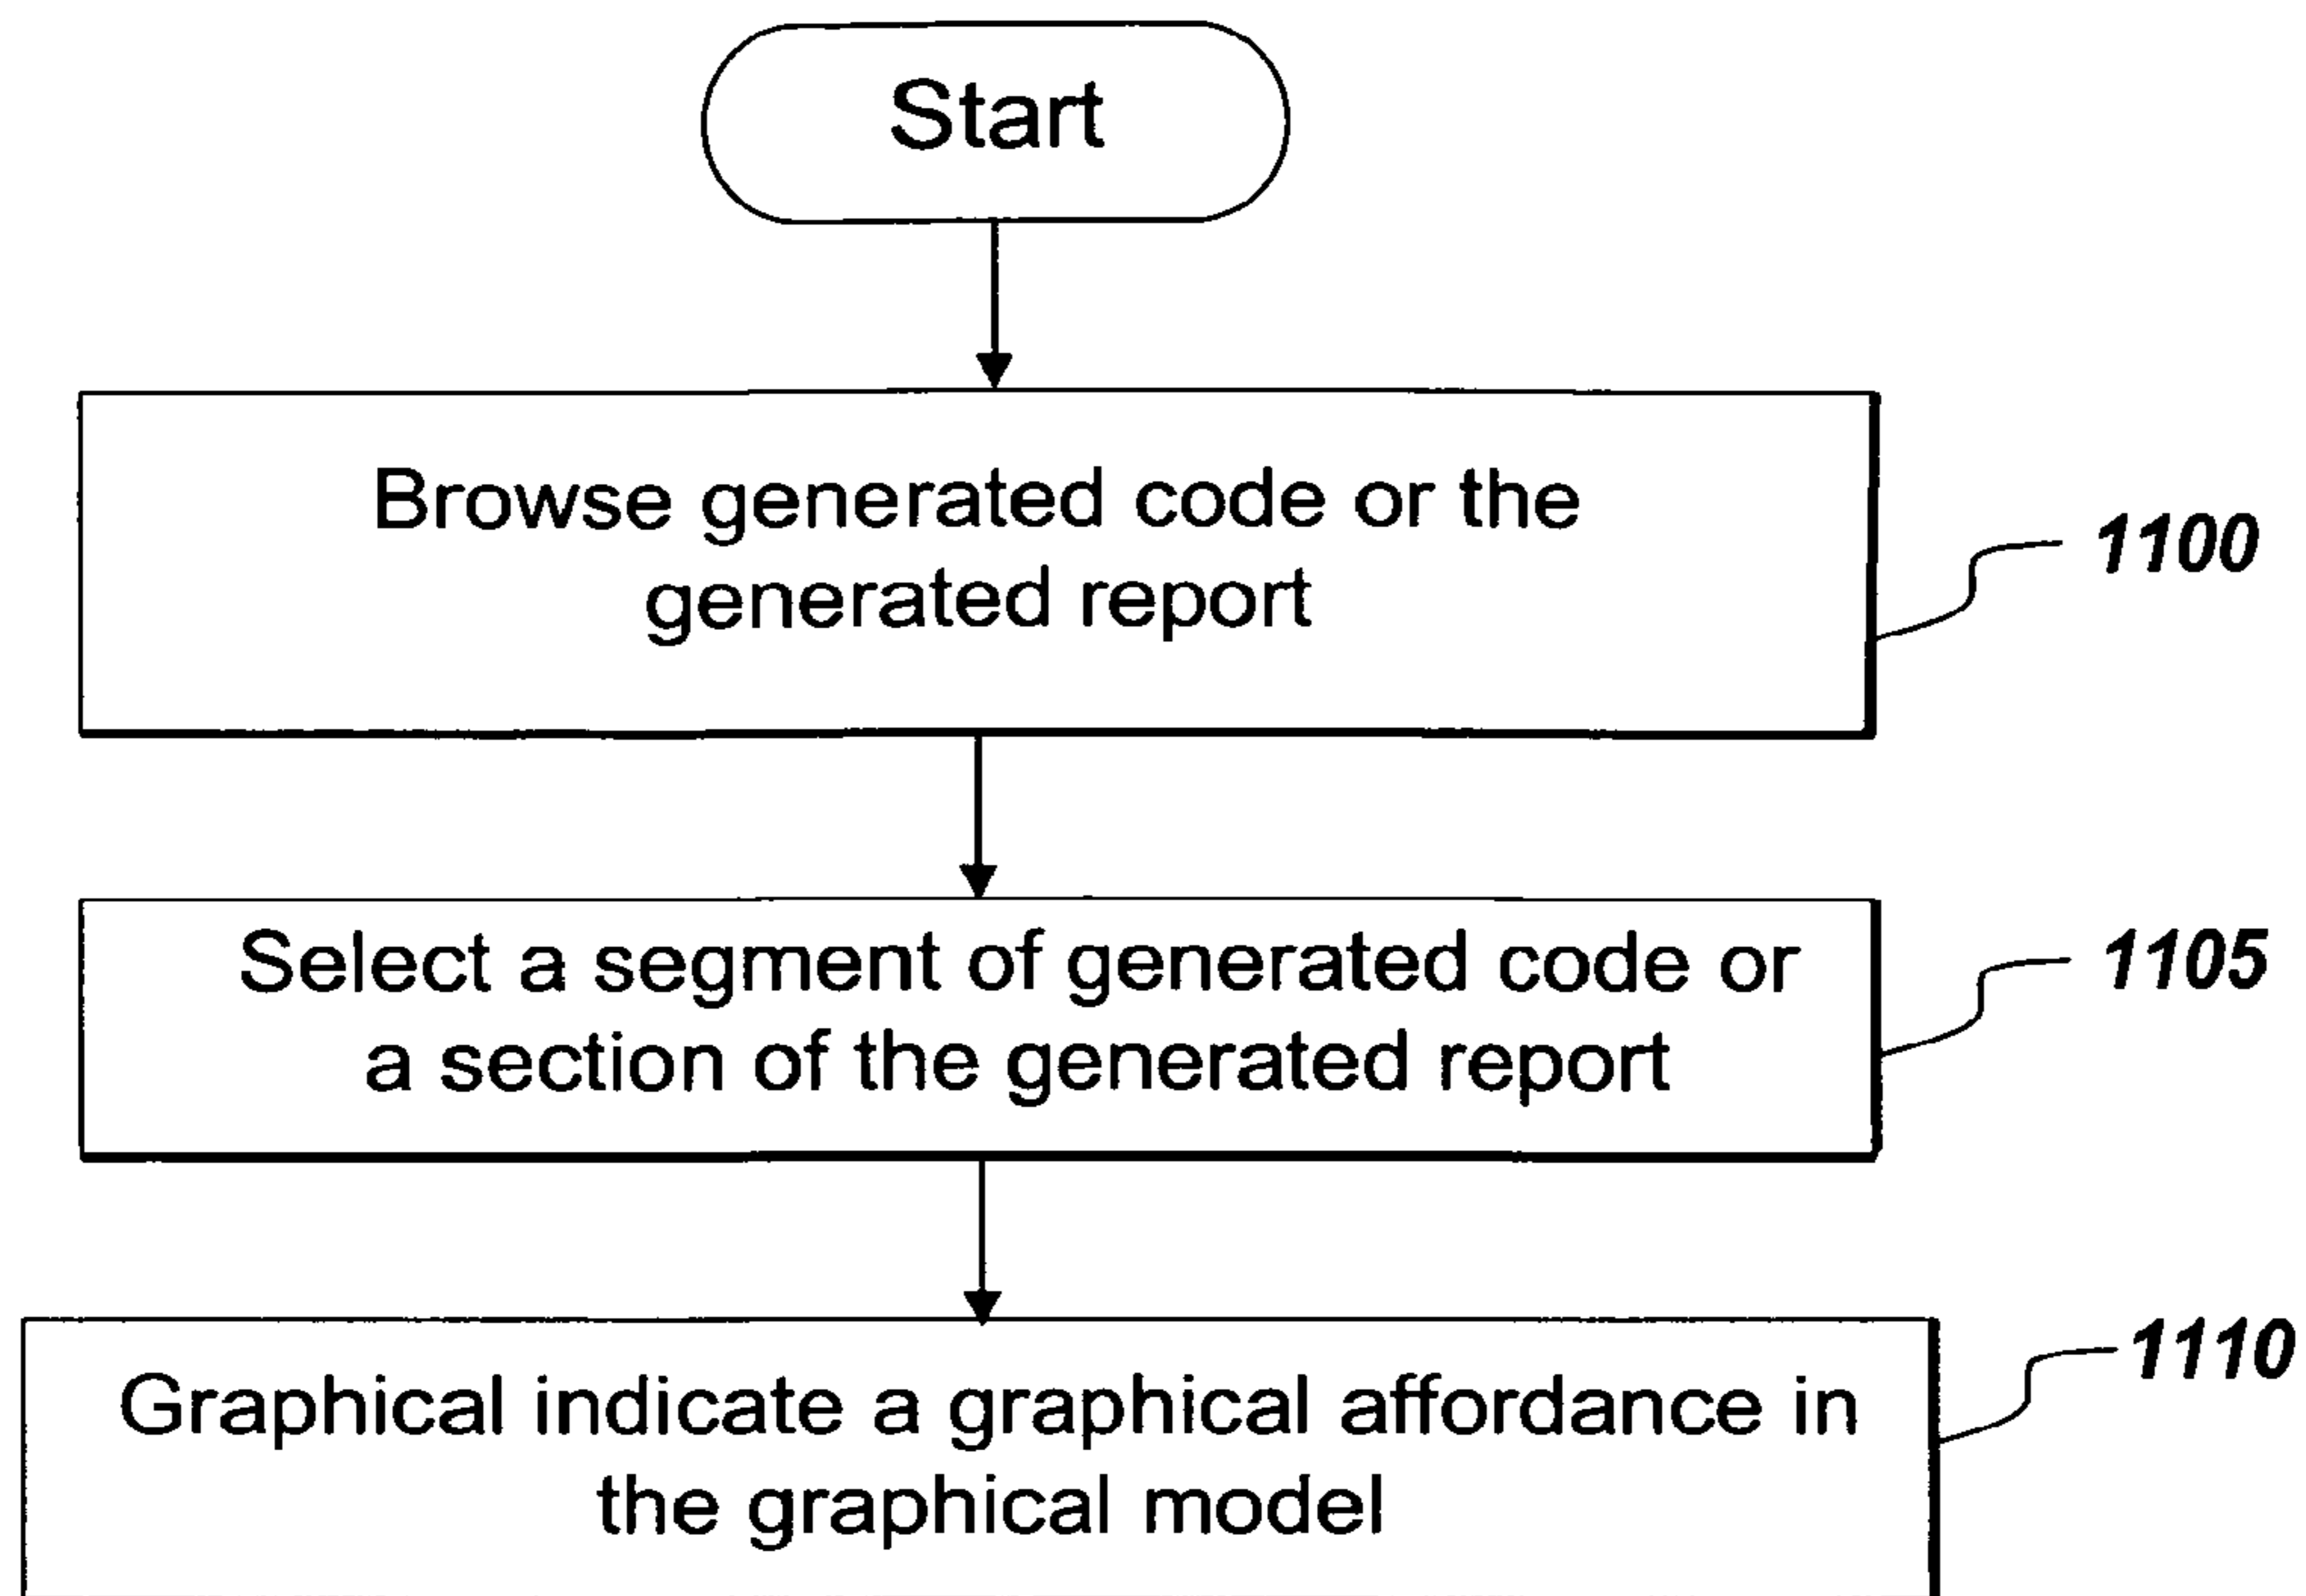 Start
Browse generated code or the
generated report
1100
Select a segment of generated code or
a section of the generated report
1105
Graphical indicate a graphical affordance in
the graphical model
1110